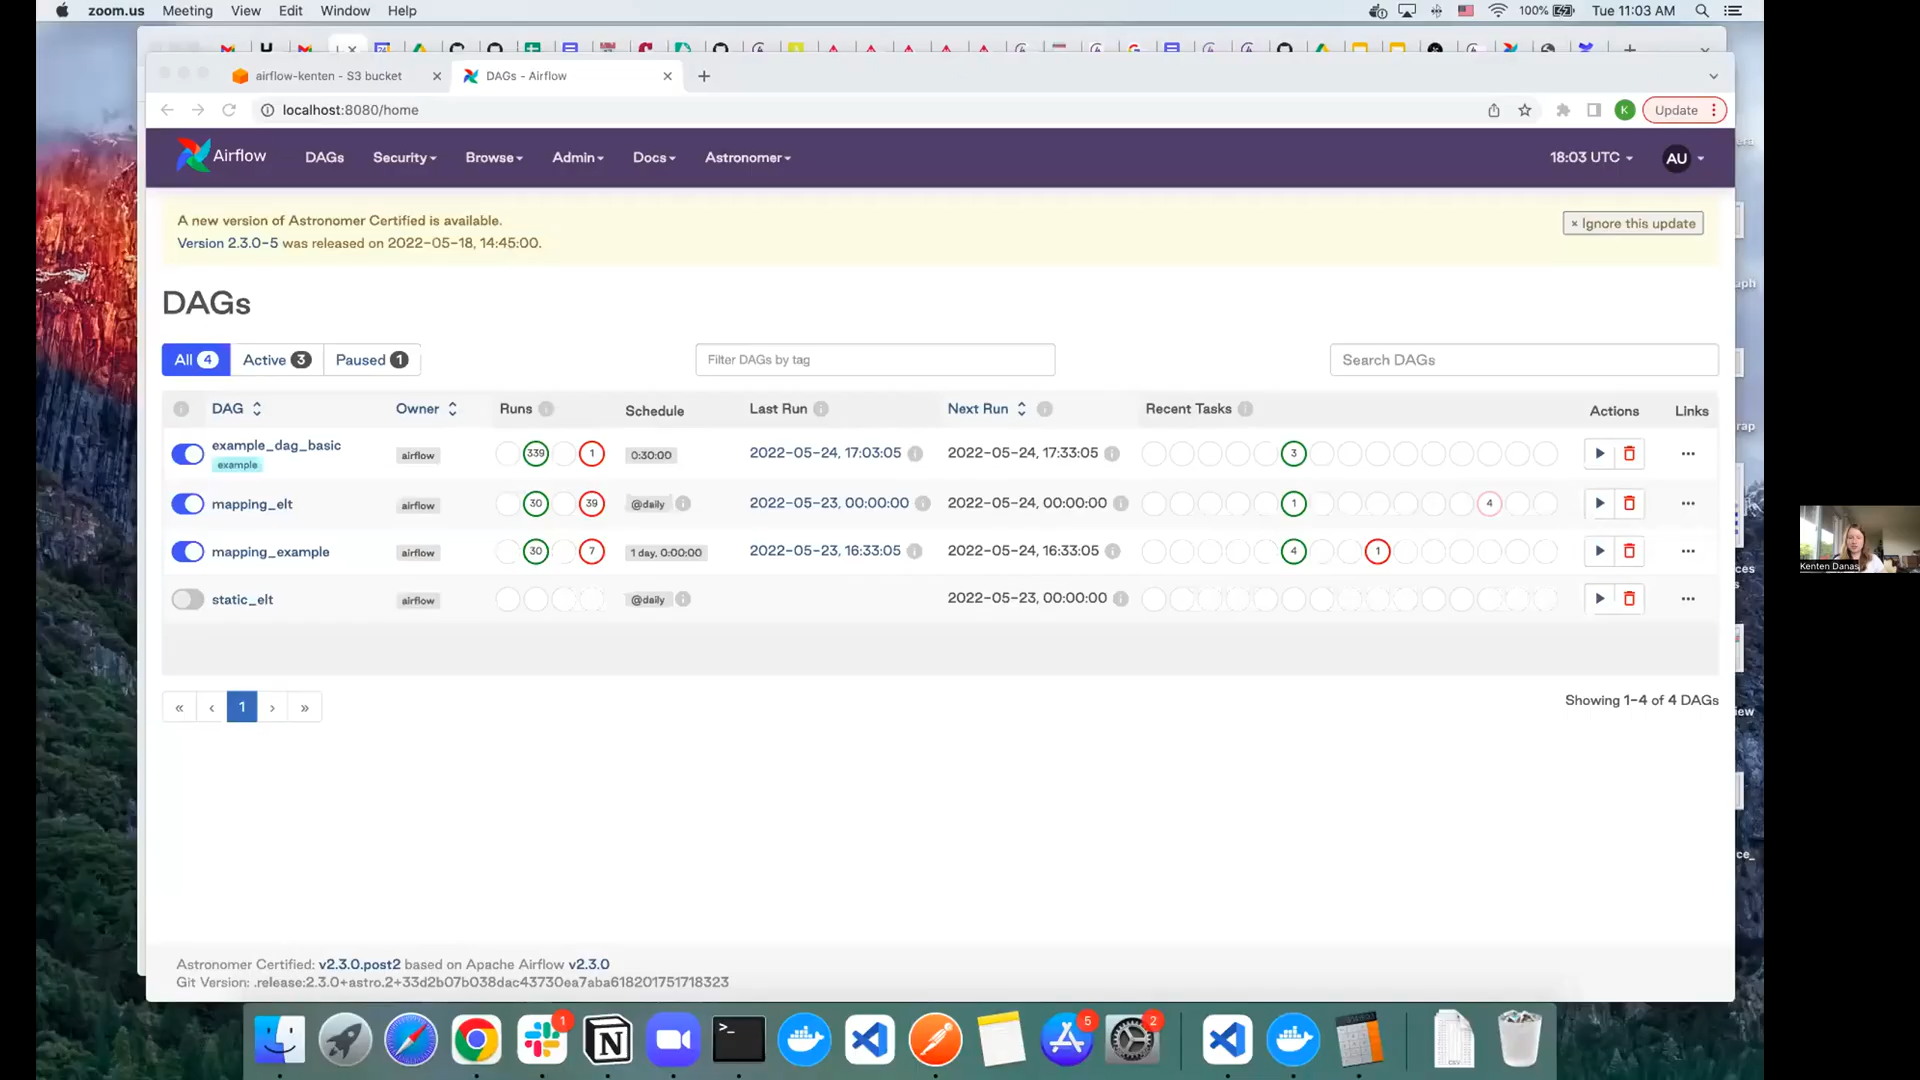 zoom.us Meeting View Edit Window Help
100% Tue 11:03 AM
airflow-kenten - S3 bucket
DAGs - Airflow
localhost:8080/home
K
Update
Airflow
DAGs
Security
Browse
Admin
Docs
Astronomer
18:03 UTC
AU
A new version of Astronomer Certified is available.
Version 2.3.0-5 was released on 2022-05-18, 14:45:00.
× Ignore this update
DAGs
All 4
Active 3
Paused 1
Filter DAGs by tag
Search DAGs
DAG Owner Runs Schedule Last Run Next Run Recent Tasks Actions Links
example_dag_basic airflow 339 1 0:30:00 2022-05-24, 17:03:05 2022-05-24, 17:33:05 3
example
mapping_elt airflow 30 39 @daily 2022-05-23, 00:00:00 2022-05-24, 00:00:00 1 4
mapping_example airflow 30 7 1 day, 0:00:00 2022-05-23, 16:33:05 2022-05-24, 16:33:05 4 1
static_elt airflow @daily 2022-05-23, 00:00:00
« ‹ 1 › »
Showing 1-4 of 4 DAGs
Astronomer Certified: v2.3.0.post2 based on Apache Airflow v2.3.0
Git Version: .release:2.3.0+astro.2+33d2b07b038dac43730ea7aba618201751718323
Kenten Danas
1
5
2